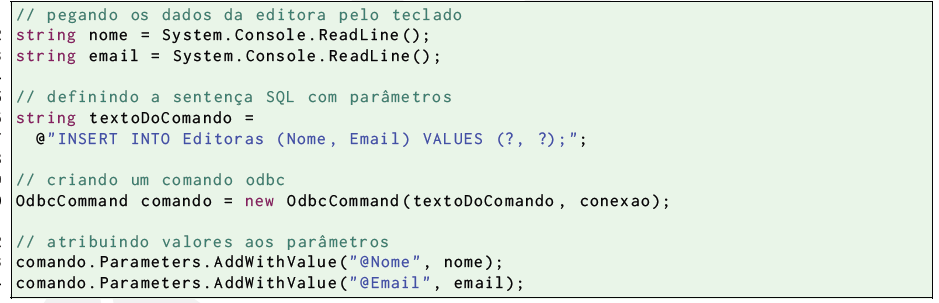 // pegando os dados da editora pelo teclado
string nome = System.Console.ReadLine();
string email = System.Console.ReadLine();
// definindo a sentença SQL com parâmetros
string textoDoComando =
@"INSERT INTO Editoras (Nome, Email) VALUES (?, ?);";
// criando um comando odbc
OdbcCommand comando = new OdbcCommand(textoDoComando, conexao);
// atribuindo valores aos parâmetros
comando.Parameters.AddWithValue("@Nome", nome);
comando.Parameters.AddWithValue("@Email", email);